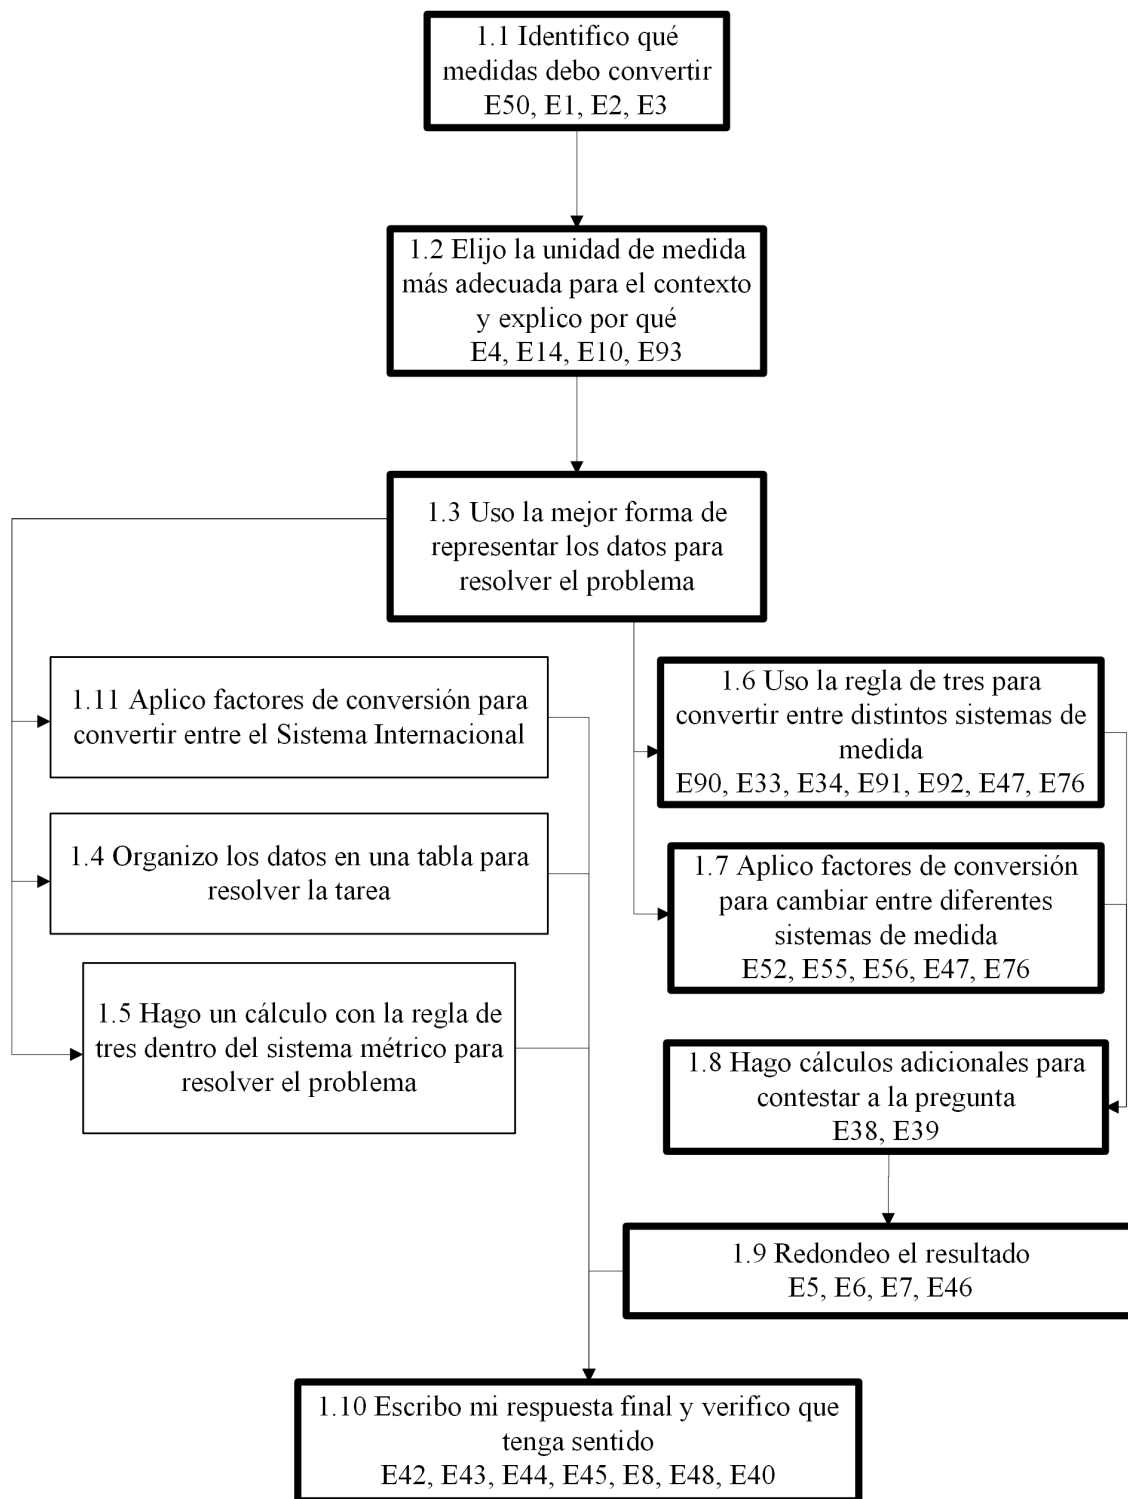 1.1 Identifico qué
medidas debo convertir
E50, E1, E2, E3
1.2 Elijo la unidad de medida
más adecuada para el contexto
y explico por qué
E4, E14, E10, E93
1.3 Uso la mejor forma de
representar los datos para
resolver el problema
1.11 Aplico factores de conversión para
convertir entre el Sistema Internacional
1.4 Organizo los datos en una tabla para
resolver la tarea
1.5 Hago un cálculo con la regla de
tres dentro del sistema métrico para
resolver el problema
1.6 Uso la regla de tres para
convertir entre distintos sistemas de
medida
E90, E33, E34, E91, E92, E47, E76
1.7 Aplico factores de conversión
para cambiar entre diferentes
sistemas de medida
E52, E55, E56, E47, E76
1.8 Hago cálculos adicionales para
contestar a la pregunta
E38, E39
1.9 Redondeo el resultado
E5, E6, E7, E46
1.10 Escribo mi respuesta final y verifico que
tenga sentido
E42, E43, E44, E45, E8, E48, E40